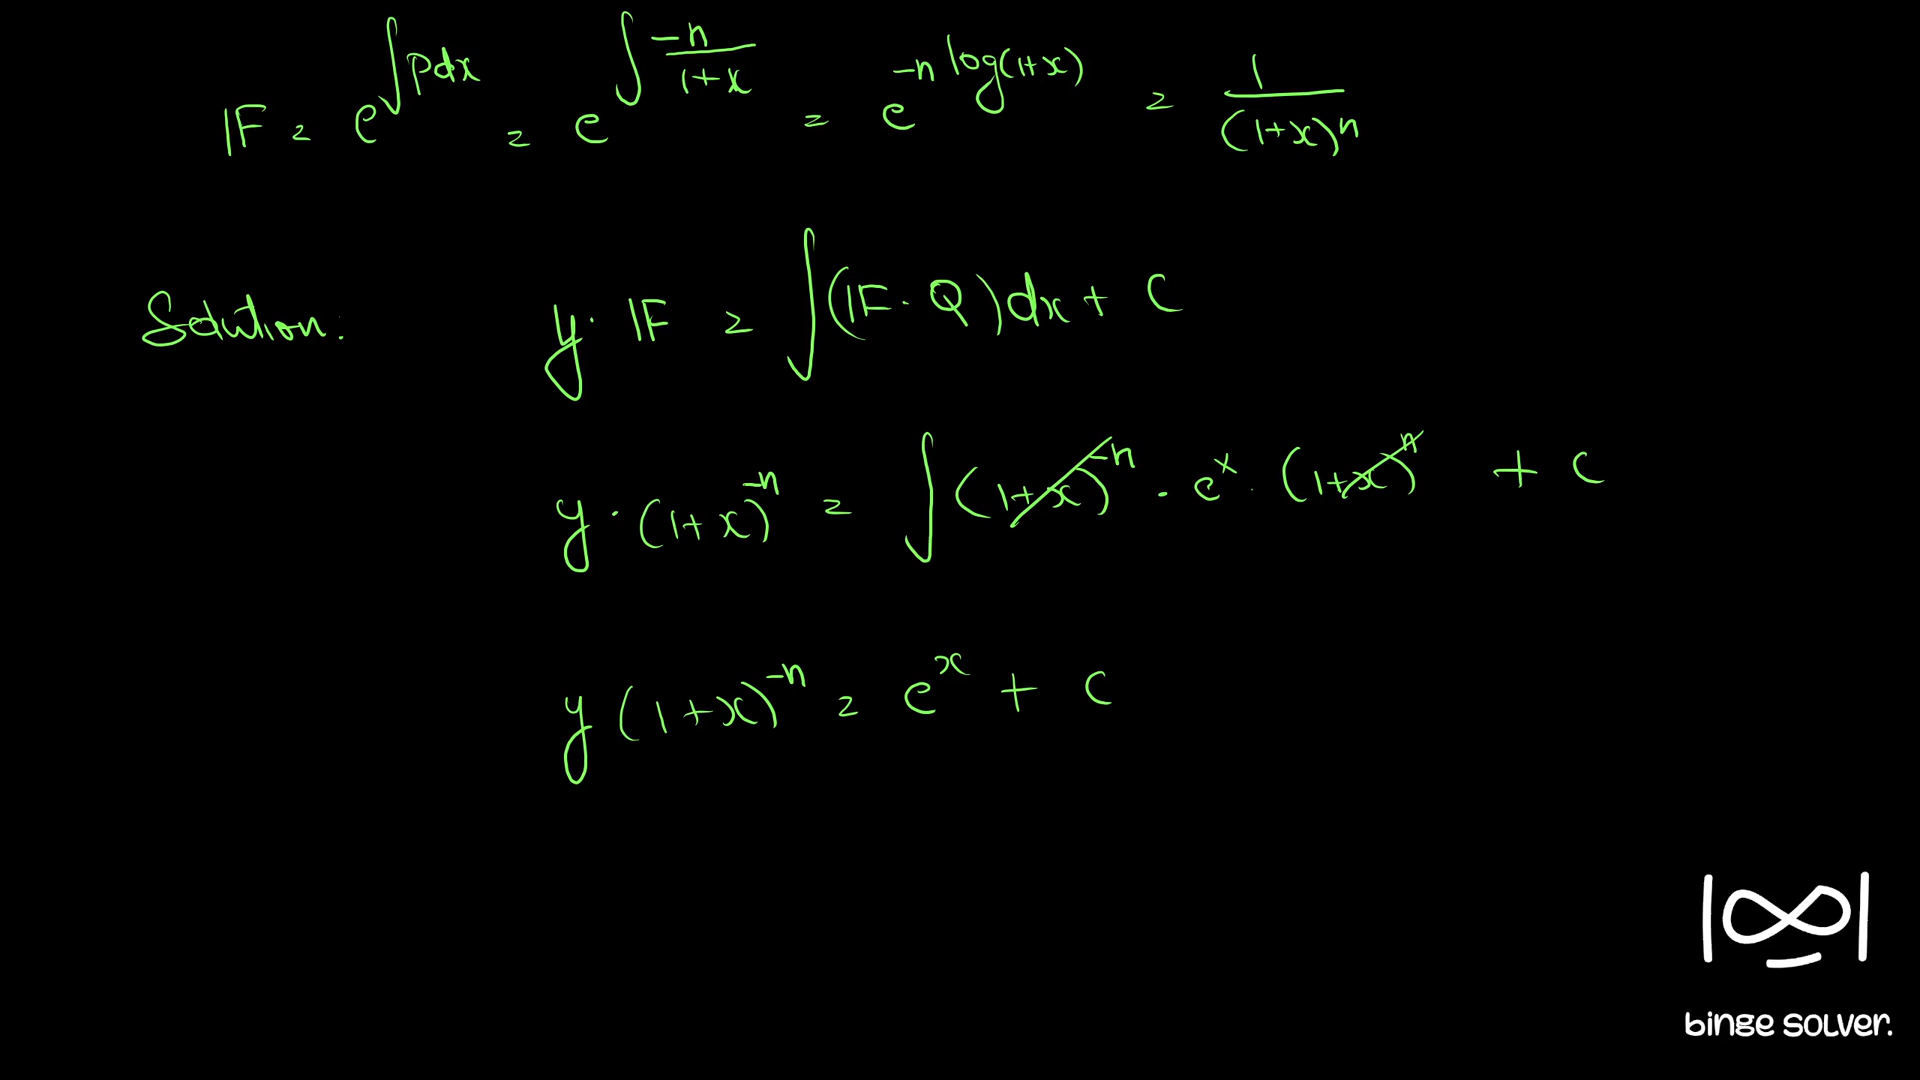 IF = e^{∫Pdx} = e^{∫ -n/(1+x)} = e^{-n log(1+x)} = 1/(1+x)^n
Solution: y · IF = ∫(IF · Q)dx + C
y · (1+x)^{-n} = ∫(1+x)^{-n} · e^x · (1+x)^n + C
y(1+x)^{-n} = e^x + C
binge solver.